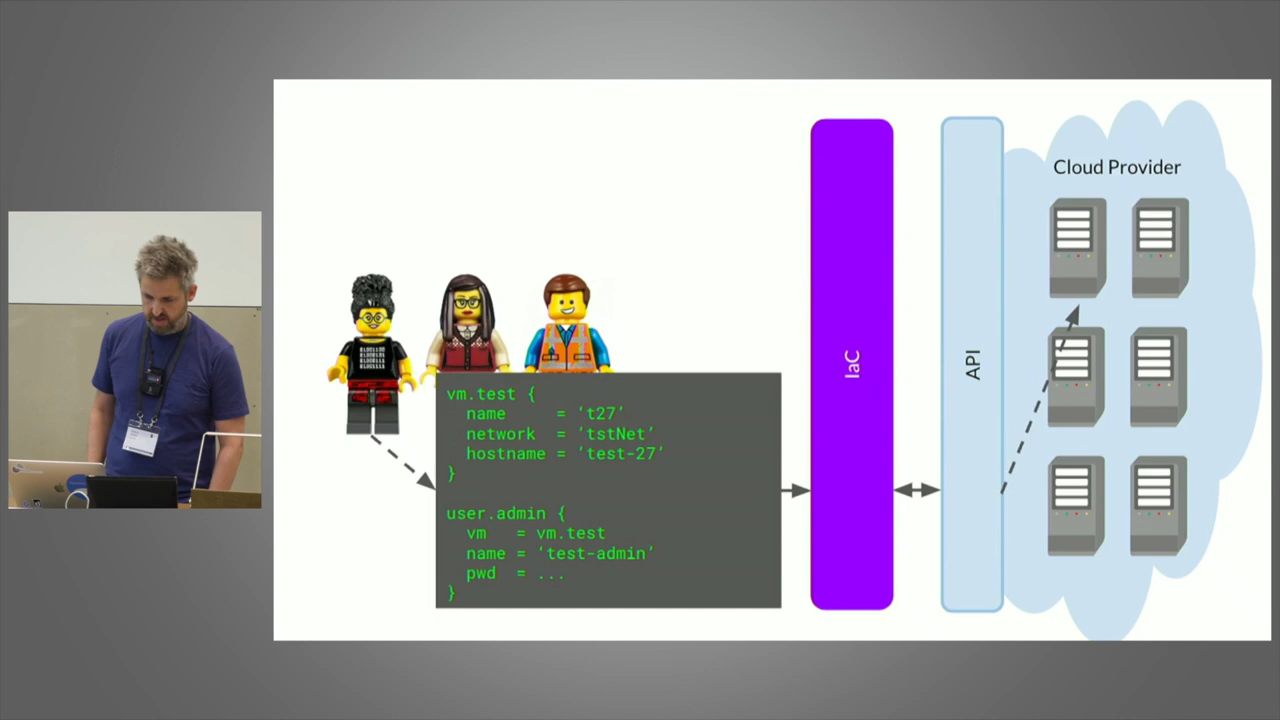 Cloud Provider
0100110
vm.test {
name = ‘t27’
network = ‘tstNet’
hostname = ‘test-27’
}
user.admin {
vm = vm.test
name = ‘test-admin’
pwd = ...
}
IaC
API